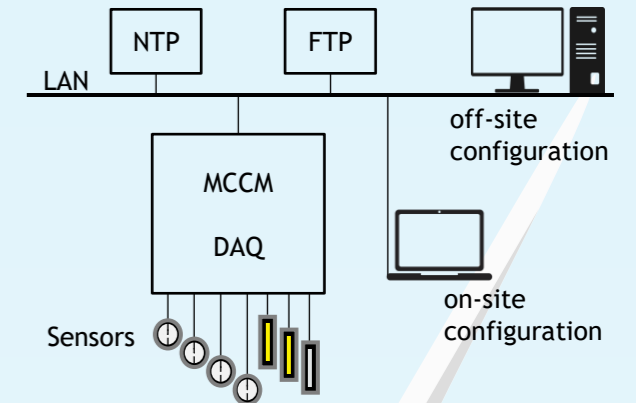 NTP
FTP
LAN
off-site
configuration
MCCM
DAQ
on-site
configuration
Sensors